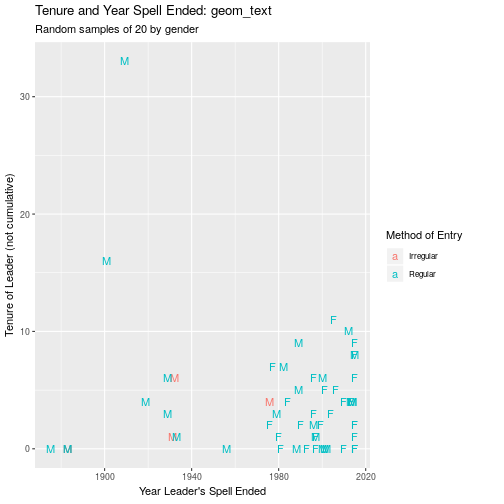 Tenure and Year Spell Ended: geom_text
Random samples of 20 by gender
Tenure of Leader (not cumulative)
30
20
10
0
M
M
F
M
F
M
F
M
F
M
M
M
F
M
F
M
F
M
M
F
F
M
M
F
M
F
F
F
M
F
M
M
F
F
F
F
M
M
M
M
F
M
F
F
M
M
F
F
1900
1940
1980
2020
Year Leader's Spell Ended
Method of Entry
a Irregular
a Regular